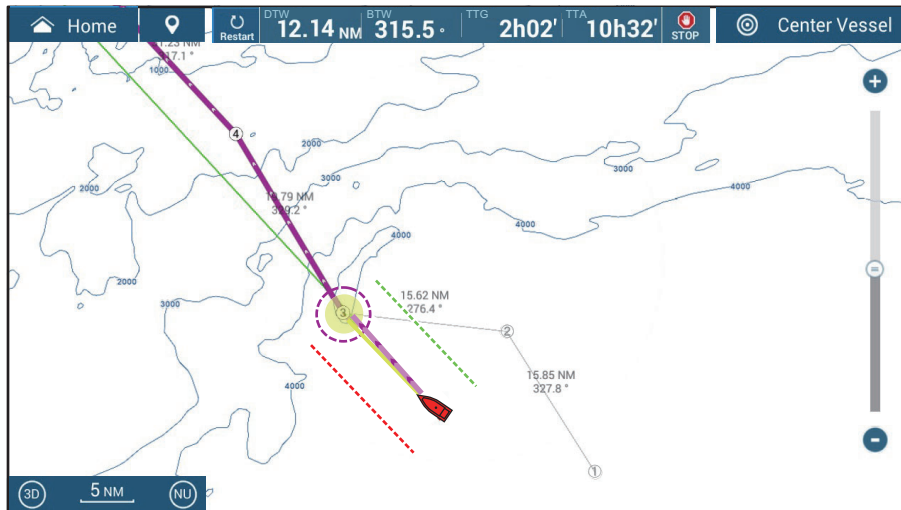 Home
Restart
DTW
12.14 NM
BTW
315.5 °
TTG
2h02'
TTA
10h32'
STOP
Center Vessel
17.1 °
1000
4
2000
3000
3000
2000
4000
.79 NM
4000
4000
2000
3000
15.62 NM
276.4 °
3
2
15.85 NM
327.8 °
4000
1
3D
5 NM
NU